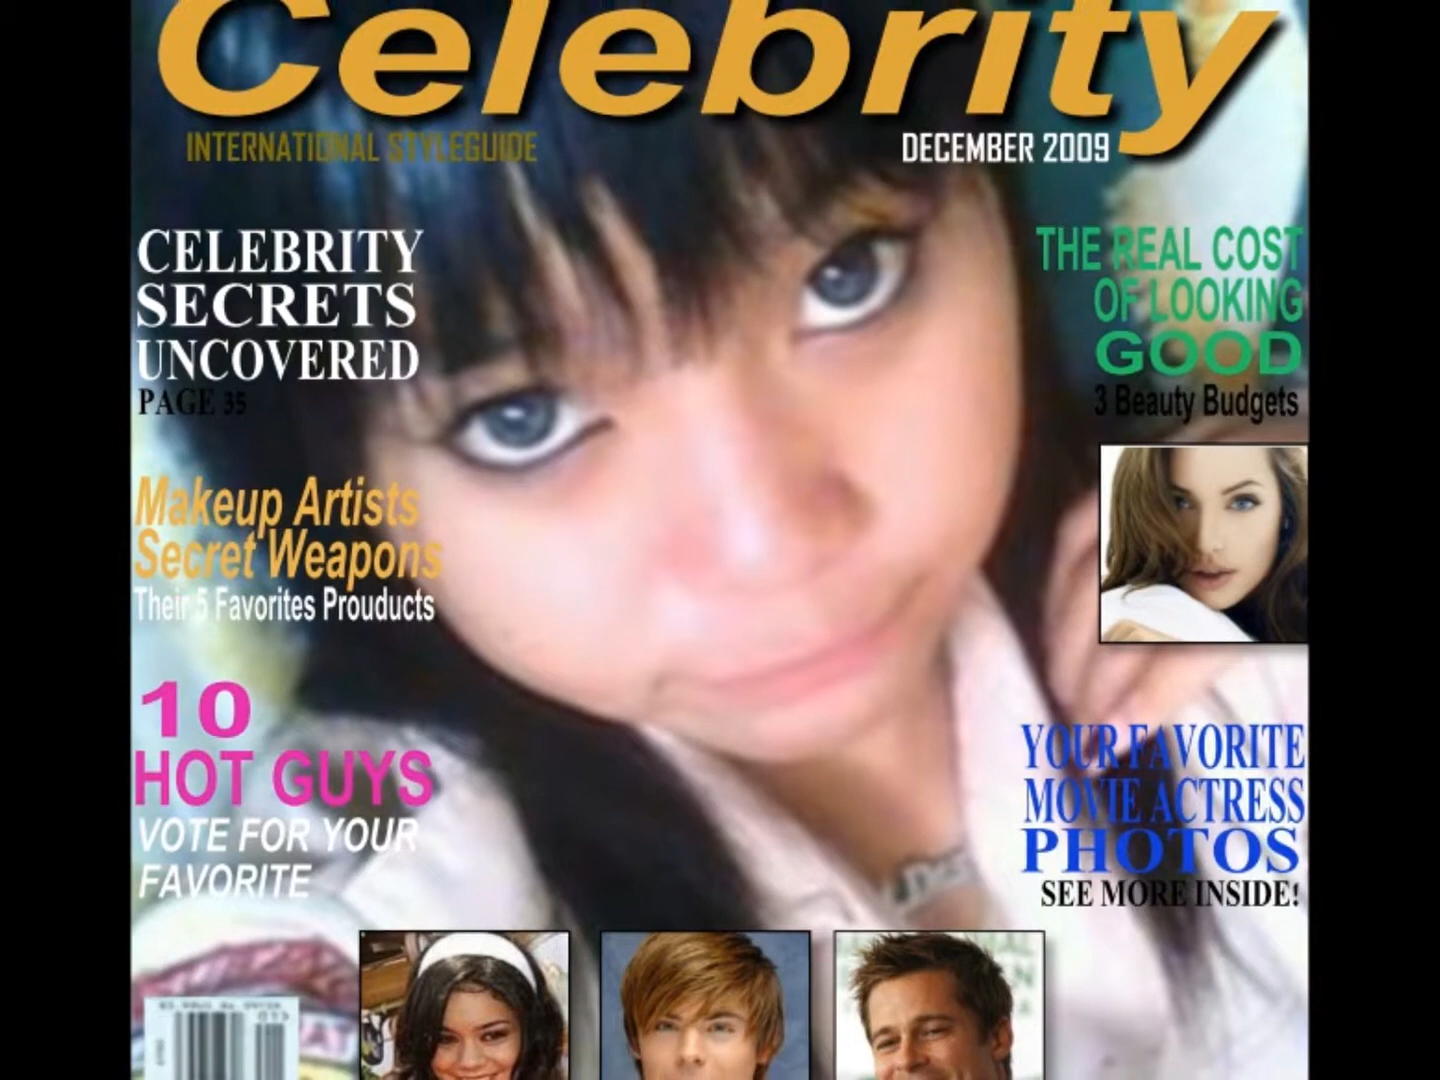 Celebrity
INTERNATIONAL STYLEGUIDE
DECEMBER 2009
CELEBRITY
SECRETS
UNCOVERED
PAGE 35
Makeup Artists
Secret Weapons
Their 5 Favorites Prouducts
10
HOT GUYS
VOTE FOR YOUR
FAVORITE
THE REAL COST
OF LOOKING
GOOD
3 Beauty Budgets
YOUR FAVORITE
MOVIE ACTRESS
PHOTOS
SEE MORE INSIDE!